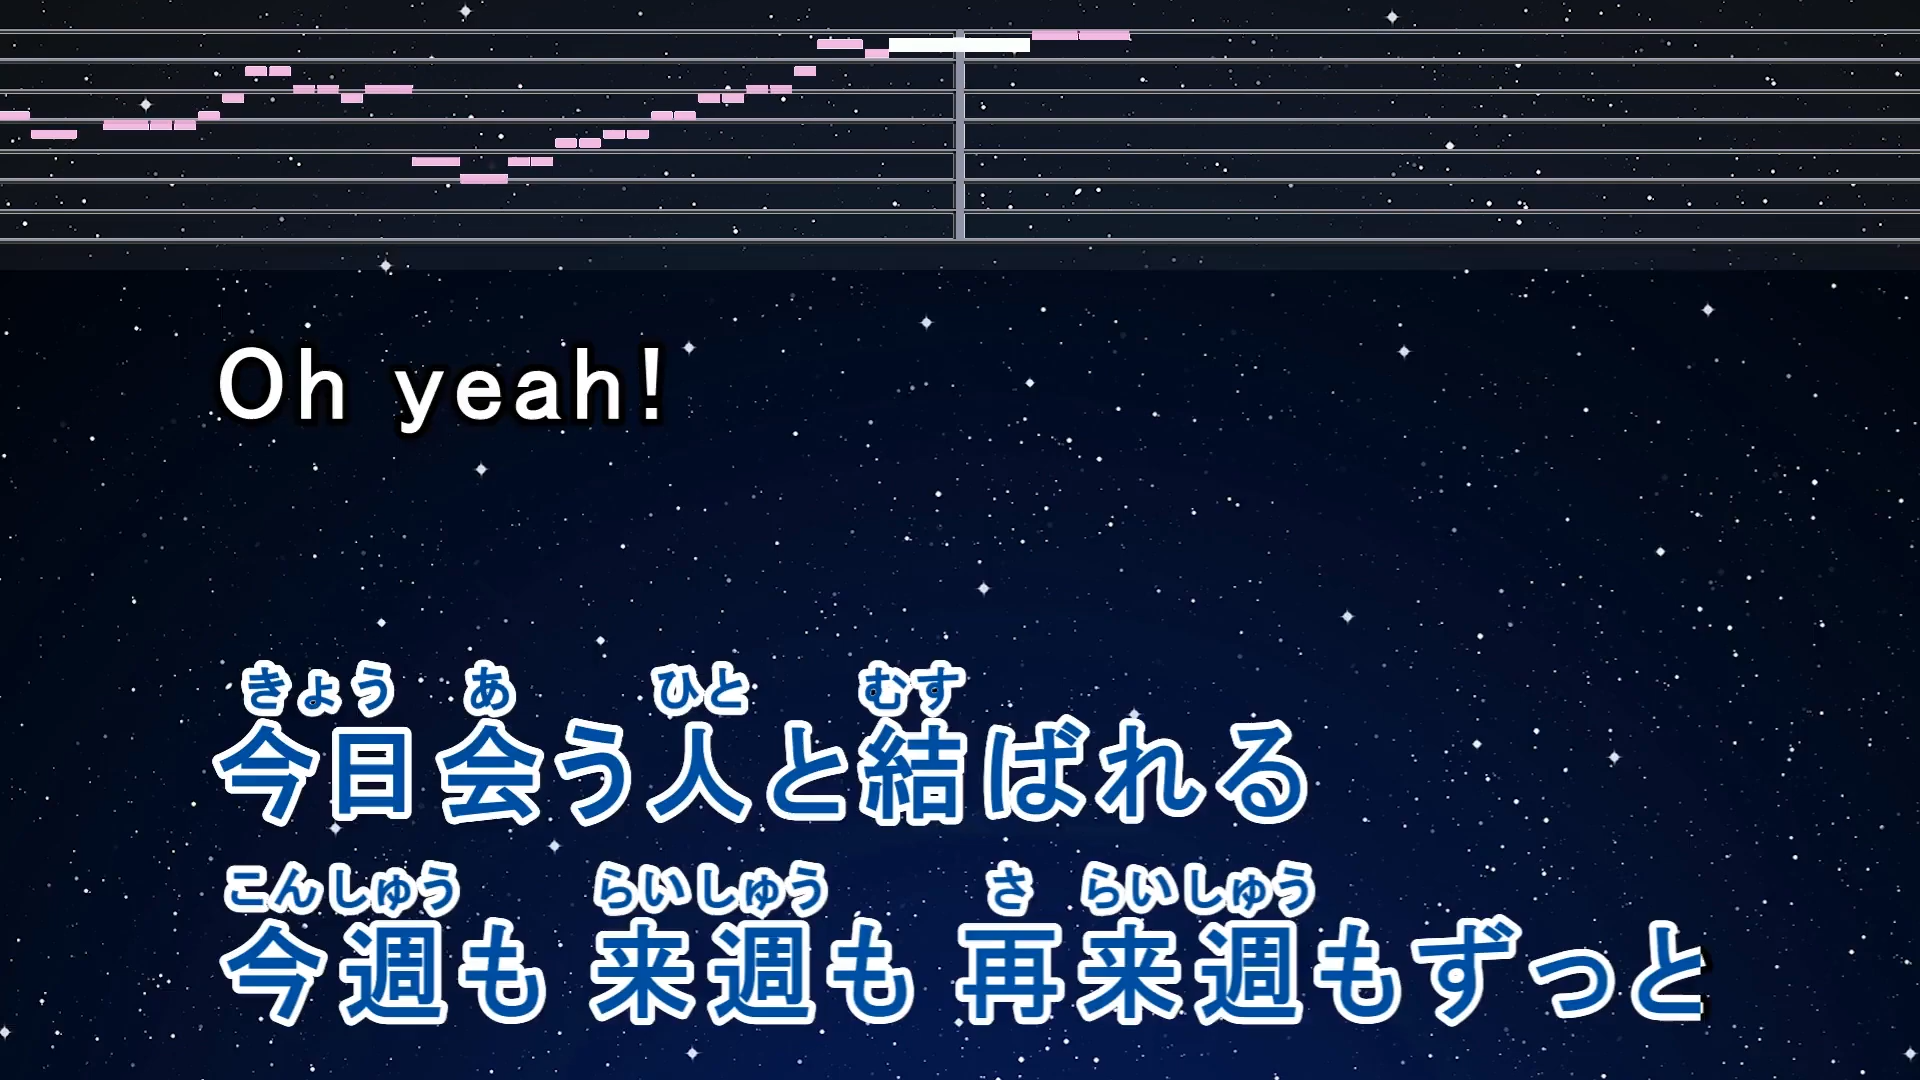 Oh yeah!
きょう あ ひと むす
今日会う人と結ばれる
こんしゅう らいしゅう さ らいしゅう
今週も 来週も 再来週もずっと